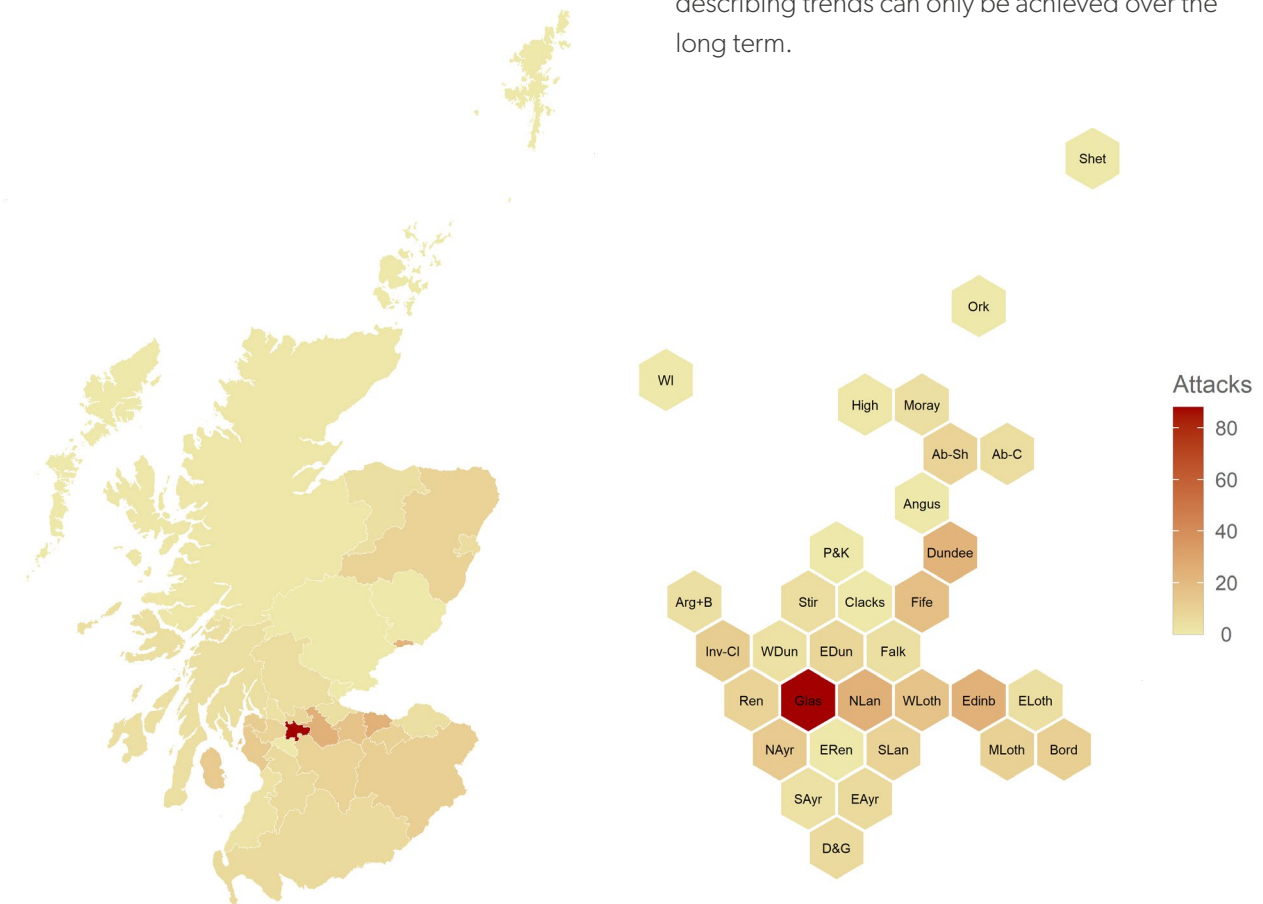 describing trends can only be achieved over the
long term.
Shet
Ork
WI
High Moray
Ab-Sh Ab-C
Angus
P&K Dundee
Arg+B Stir Clacks Fife
Inv-Cl WDun EDun Falk
Ren Glas NLan WLoth Edinb ELoth
NAyr ERen SLan MLoth Bord
SAyr EAyr
D&G
Attacks
80
60
40
20
0